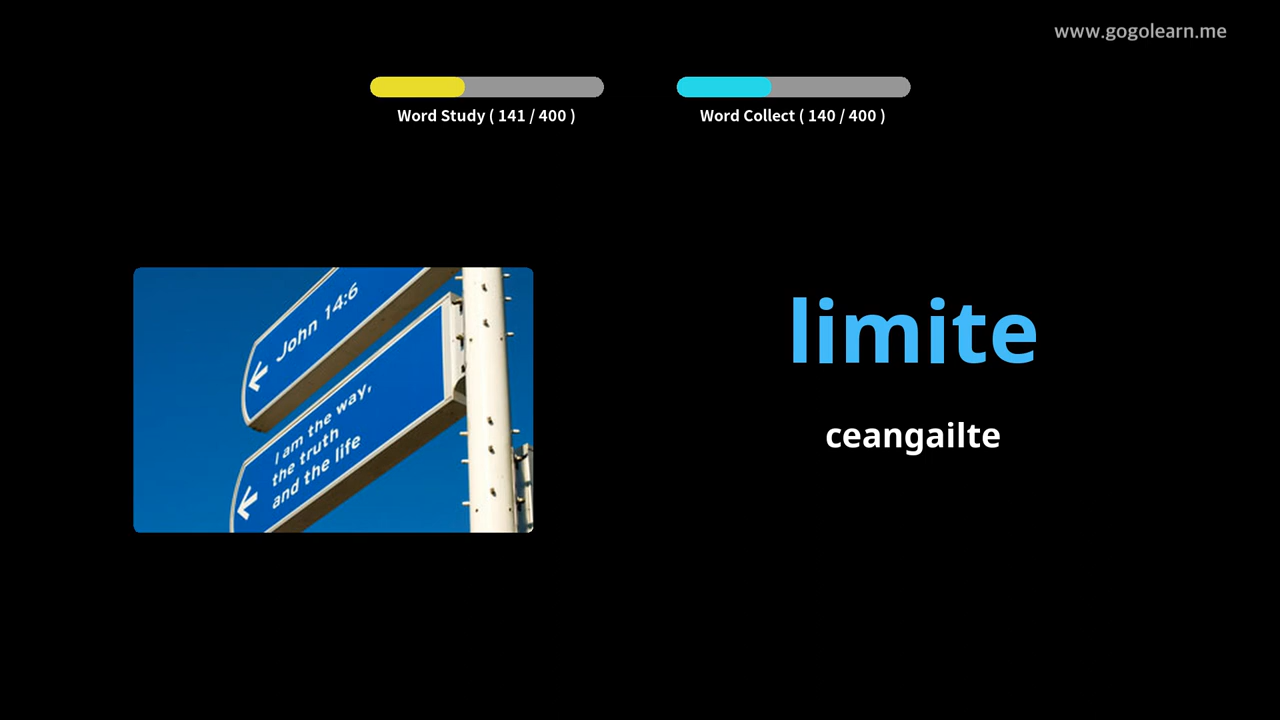 www.gogolearn.me
Word Study ( 141 / 400 )
Word Collect ( 140 / 400 )
John 14:6
I am the way,
the truth
and the life
limite
ceangailte